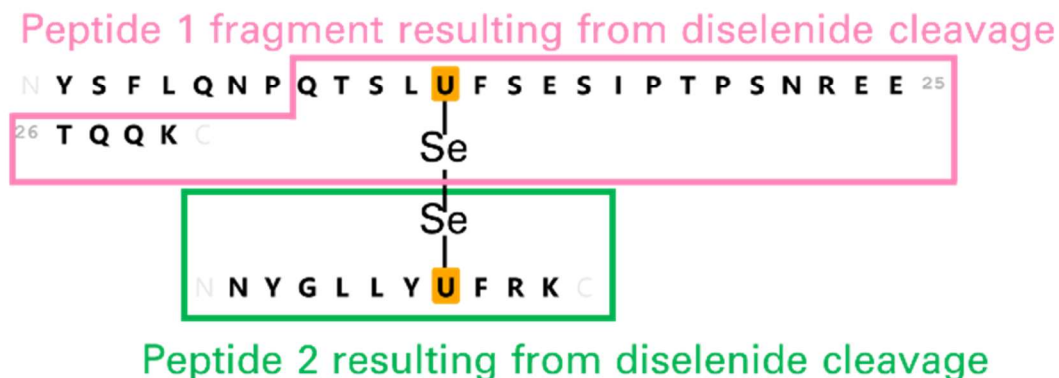 Peptide 1 fragment resulting from diselenide cleavage
N Y S F L Q N P Q T S L U F S E S I P T P S N R E E 25
26 T Q Q K C
Se
Se
N N Y G L L Y U F R K C
Peptide 2 resulting from diselenide cleavage